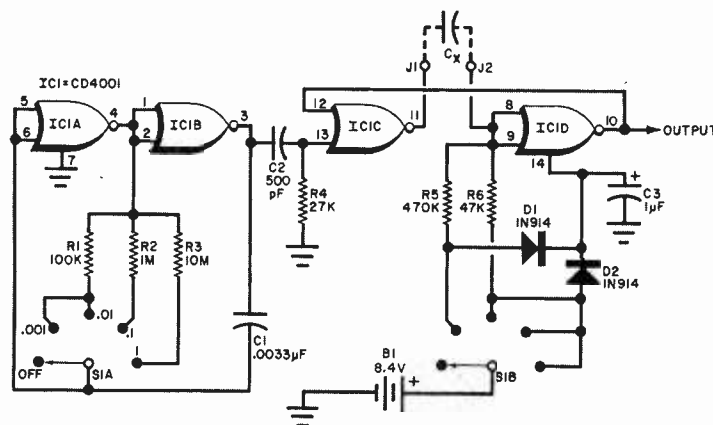 IC1=CD4001
5
6
IC1A
4
7
1
2
IC1B
3
C2
500
pF
R4
27K
12
13
IC1C
11
J1
CX
J2
8
9
IC1D
10
14
OUTPUT
R5
470K
R6
47K
D1
1N914
C3
1µF
+
D2
1N914
R1
100K
R2
1M
R3
10M
.001
.01
.1
1
OFF
S1A
C1
.0033µF
B1
8.4V
+
S1B